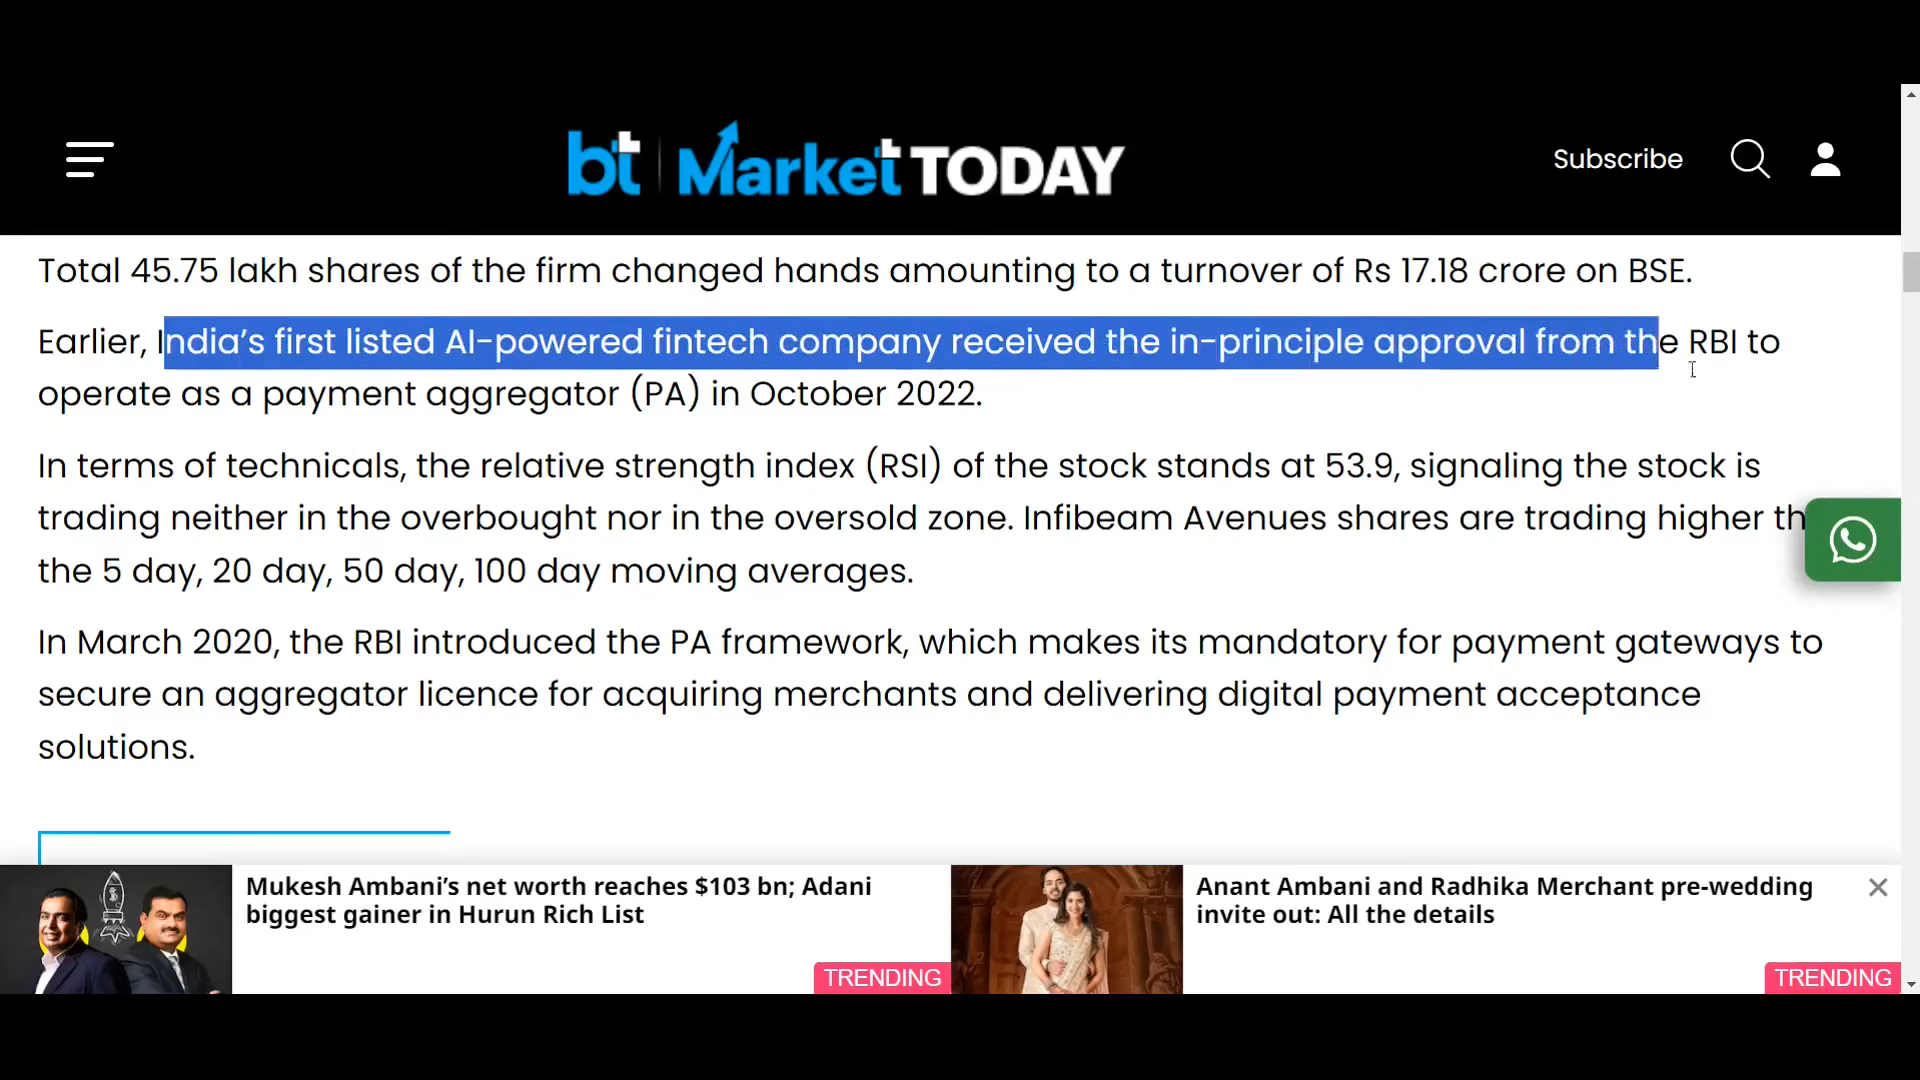 bt Market TODAY
Subscribe
Total 45.75 lakh shares of the firm changed hands amounting to a turnover of Rs 17.18 crore on BSE.
Earlier, India’s first listed AI-powered fintech company received the in-principle approval from the RBI to
operate as a payment aggregator (PA) in October 2022.
In terms of technicals, the relative strength index (RSI) of the stock stands at 53.9, signaling the stock is
trading neither in the overbought nor in the oversold zone. Infibeam Avenues shares are trading higher th
the 5 day, 20 day, 50 day, 100 day moving averages.
In March 2020, the RBI introduced the PA framework, which makes its mandatory for payment gateways to
secure an aggregator licence for acquiring merchants and delivering digital payment acceptance
solutions.
Mukesh Ambani’s net worth reaches $103 bn; Adani
biggest gainer in Hurun Rich List
TRENDING
Anant Ambani and Radhika Merchant pre-wedding
invite out: All the details
TRENDING